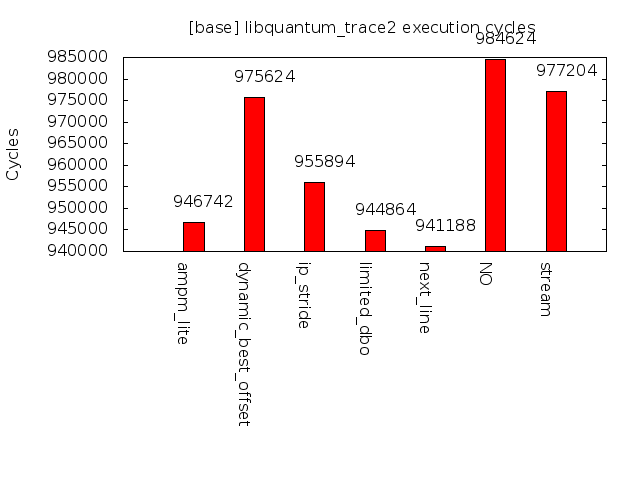 [base] libquantum_trace2 execution cycles
Cycles
985000
980000
975000
970000
965000
960000
955000
950000
945000
940000
946742
975624
955894
944864
941188
984624
977204
ampm_lite
dynamic_best_offset
ip_stride
limited_dbo
next_line
NO
stream